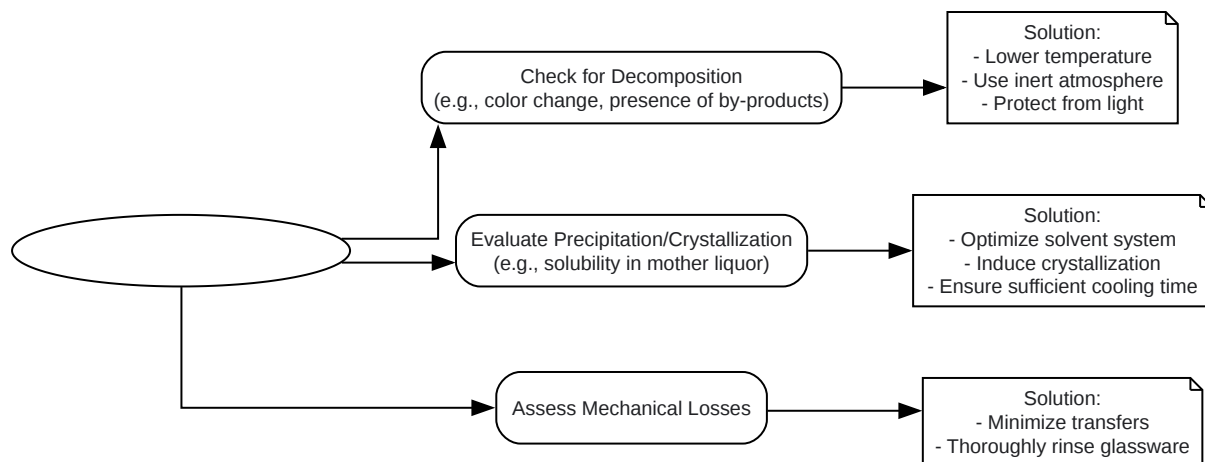 Check for Decomposition
(e.g., color change, presence of by-products)
Solution:
- Lower temperature
- Use inert atmosphere
- Protect from light
Evaluate Precipitation/Crystallization
(e.g., solubility in mother liquor)
Solution:
- Optimize solvent system
- Induce crystallization
- Ensure sufficient cooling time
Assess Mechanical Losses
Solution:
- Minimize transfers
- Thoroughly rinse glassware